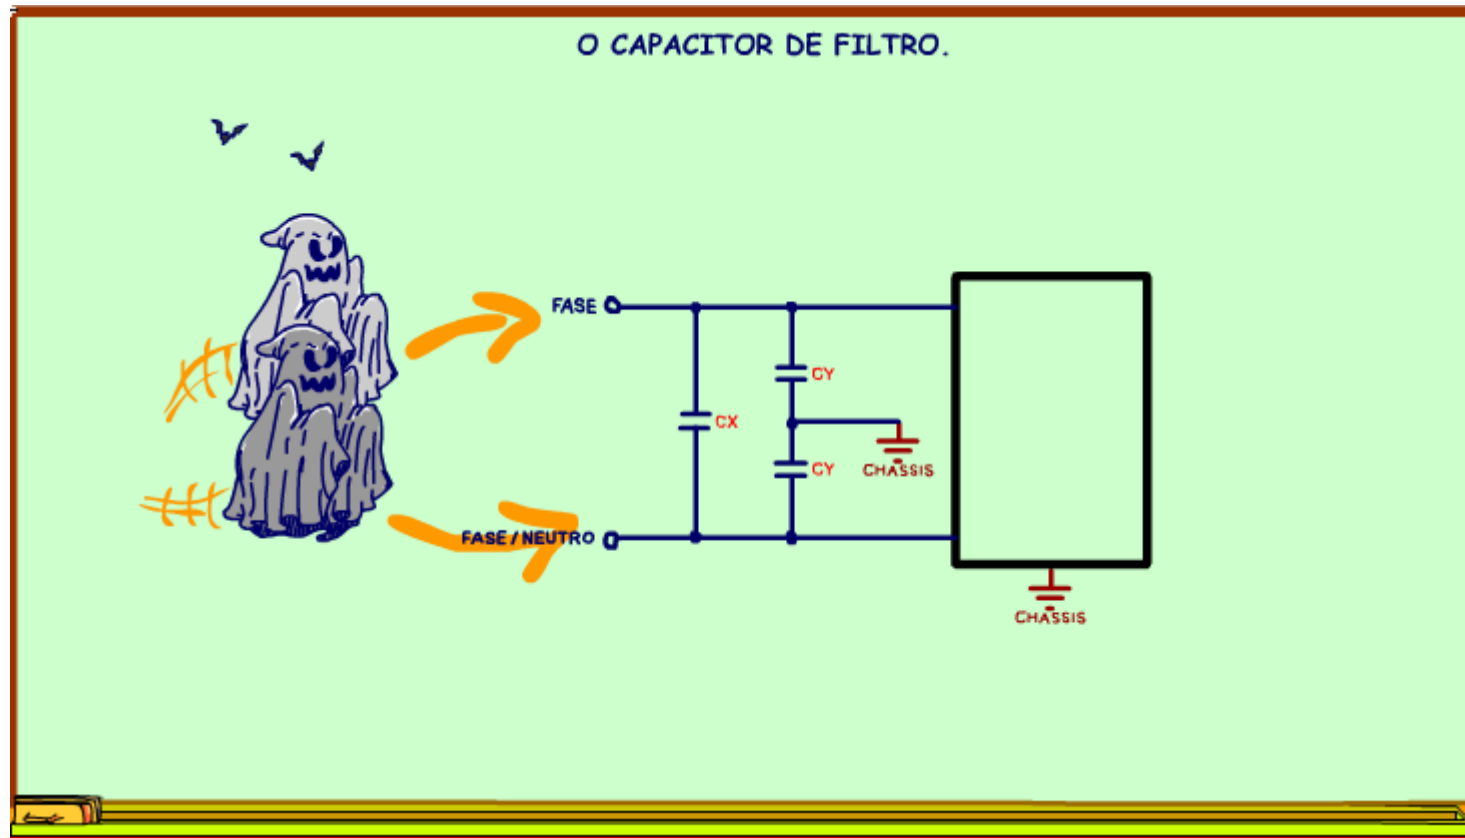 O CAPACITOR DE FILTRO.
FASE
CY
CX
CY
CHASSIS
FASE/NEUTRO
CHASSIS